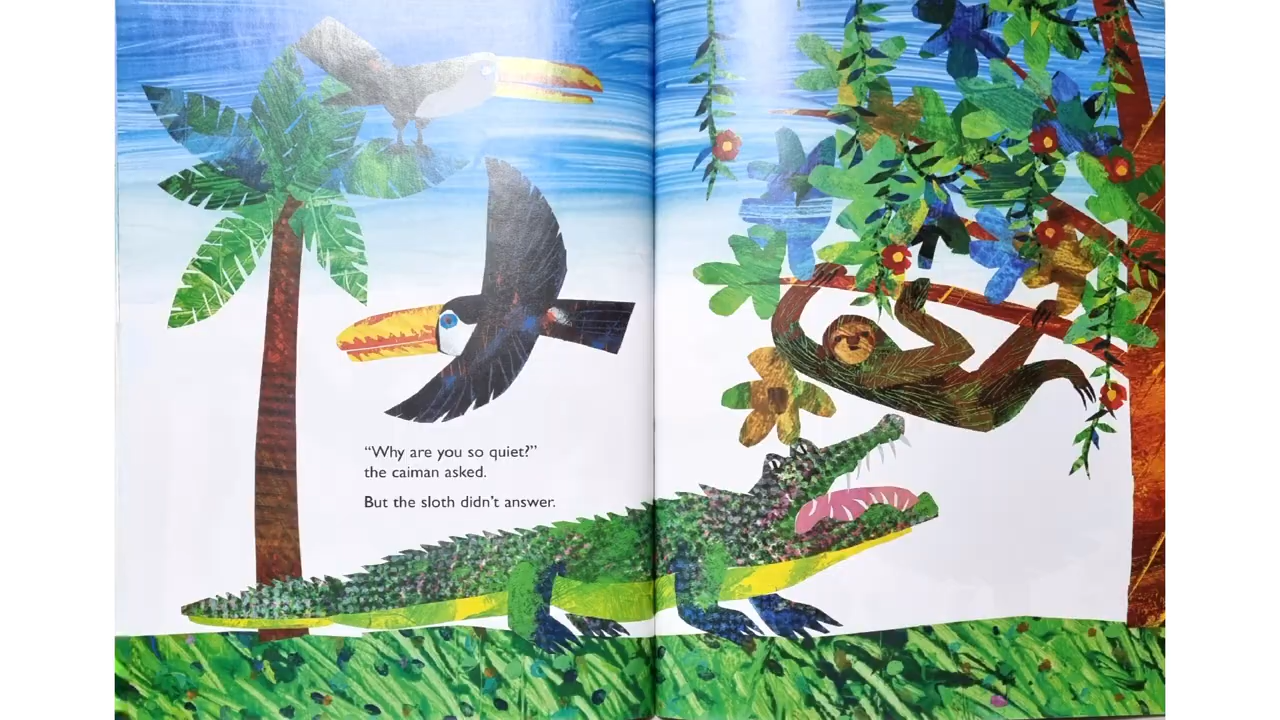 “Why are you so quiet?”
the caiman asked.
But the sloth didn’t answer.